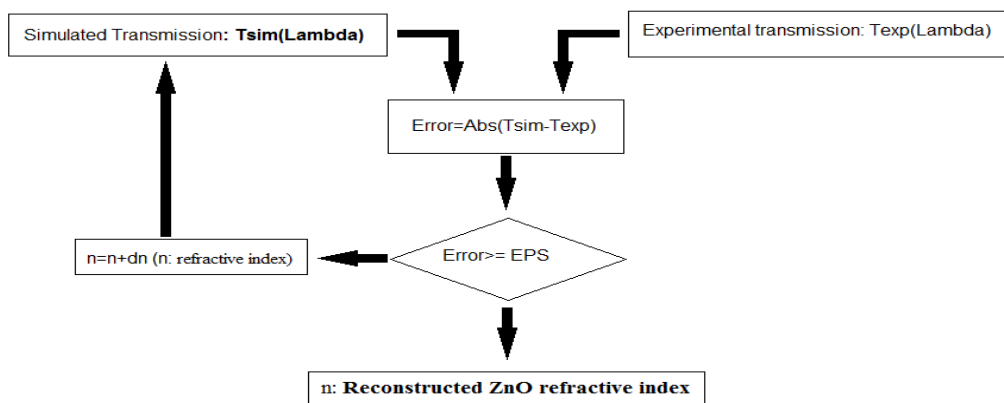 Simulated Transmission: Tsim(Lambda)
Experimental transmission: Texp(Lambda)
Error=Abs(Tsim-Texp)
Error>= EPS
n=n+dn (n: refractive index)
n: Reconstructed ZnO refractive index